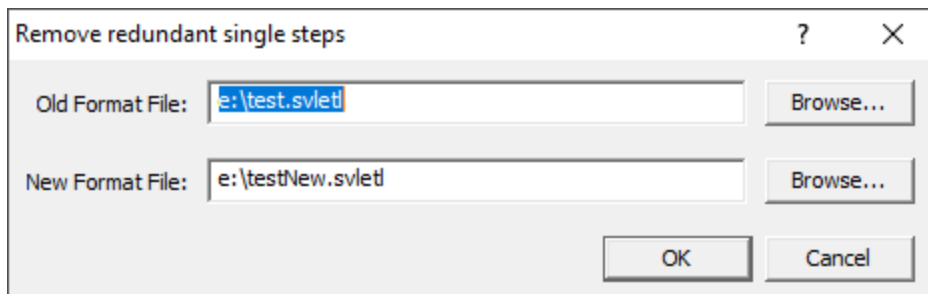 Remove redundant single steps ?
Old Format File: e:\test.svletl Browse...
New Format File: e:\testNew.svletl Browse...
OK Cancel